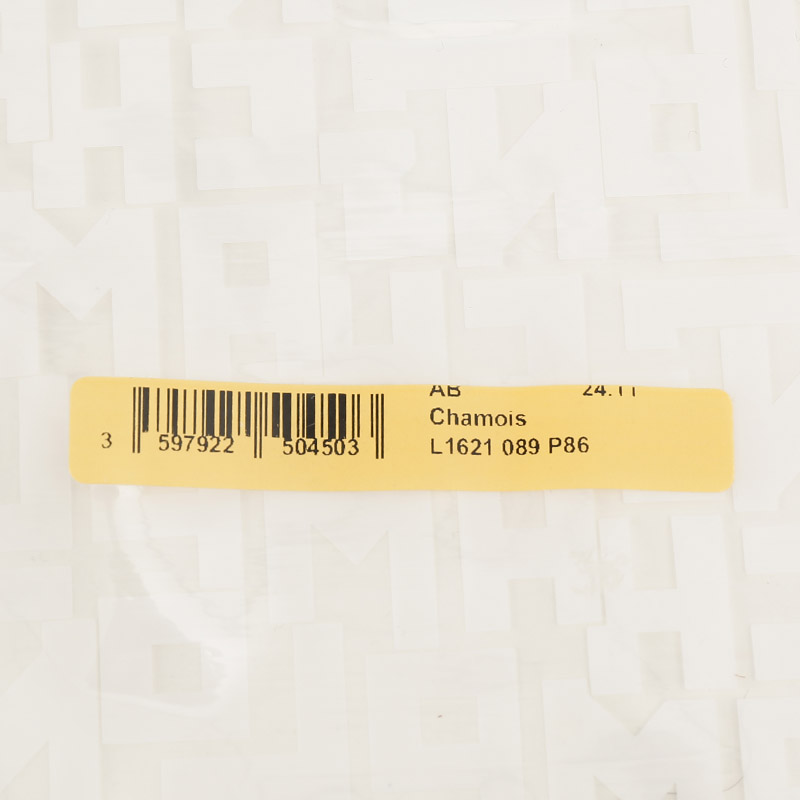 AB 24.11
Chamois
L1621 089 P86
3 597922 504503